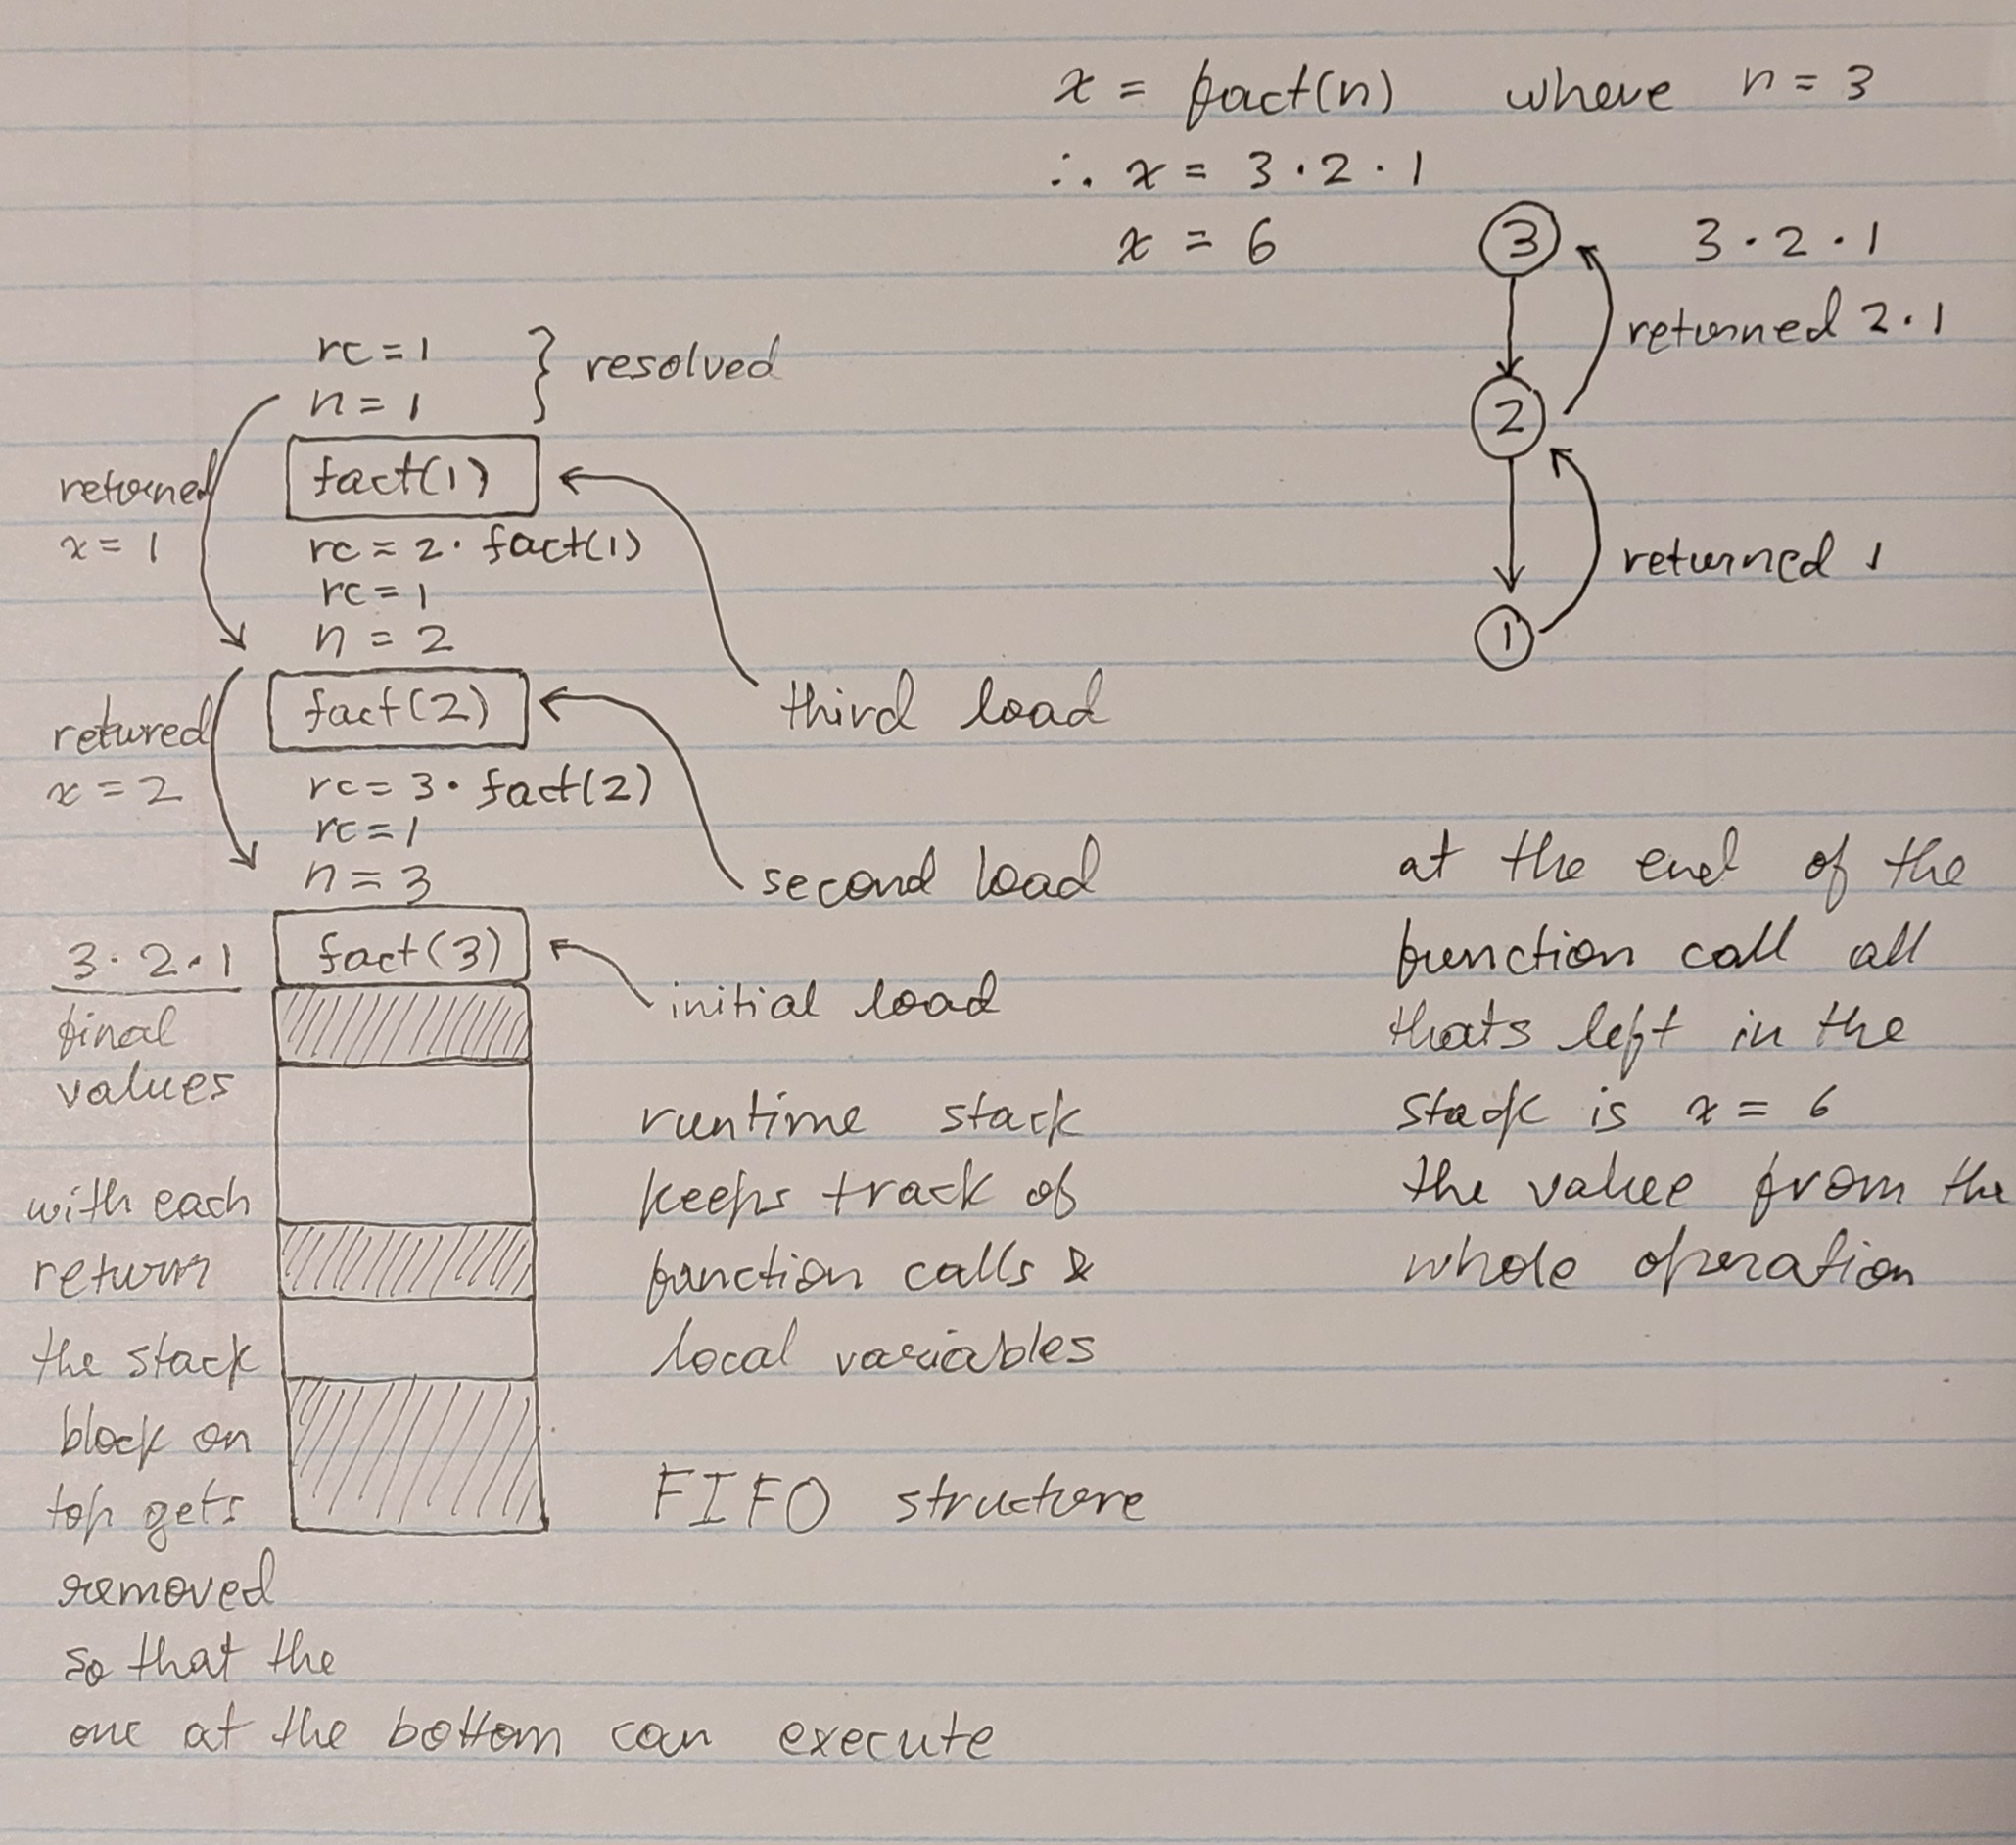 x = fact(n) where n = 3
∴ x = 3 · 2 · 1
x = 6
3
3 · 2 · 1
returned 2 · 1
2
returned 1
1
rc = 1
n = 1
} resolved
fact(1)
returned
x = 1
rc = 2 · fact(1)
rc = 1
n = 2
third load
fact(2)
retured
x = 2
rc = 3 · fact(2)
rc = 1
n = 3
second load
fact(3)
initial load
3 · 2 · 1
final
values
with each
return
the stack
block on
top gets
removed
so that the
one at the bottom can execute
runtime stack
keeps track of
function calls &
local variables
FIFO structure
at the end of the
function call all
thats left in the
stack is x = 6
the value from the
whole operation